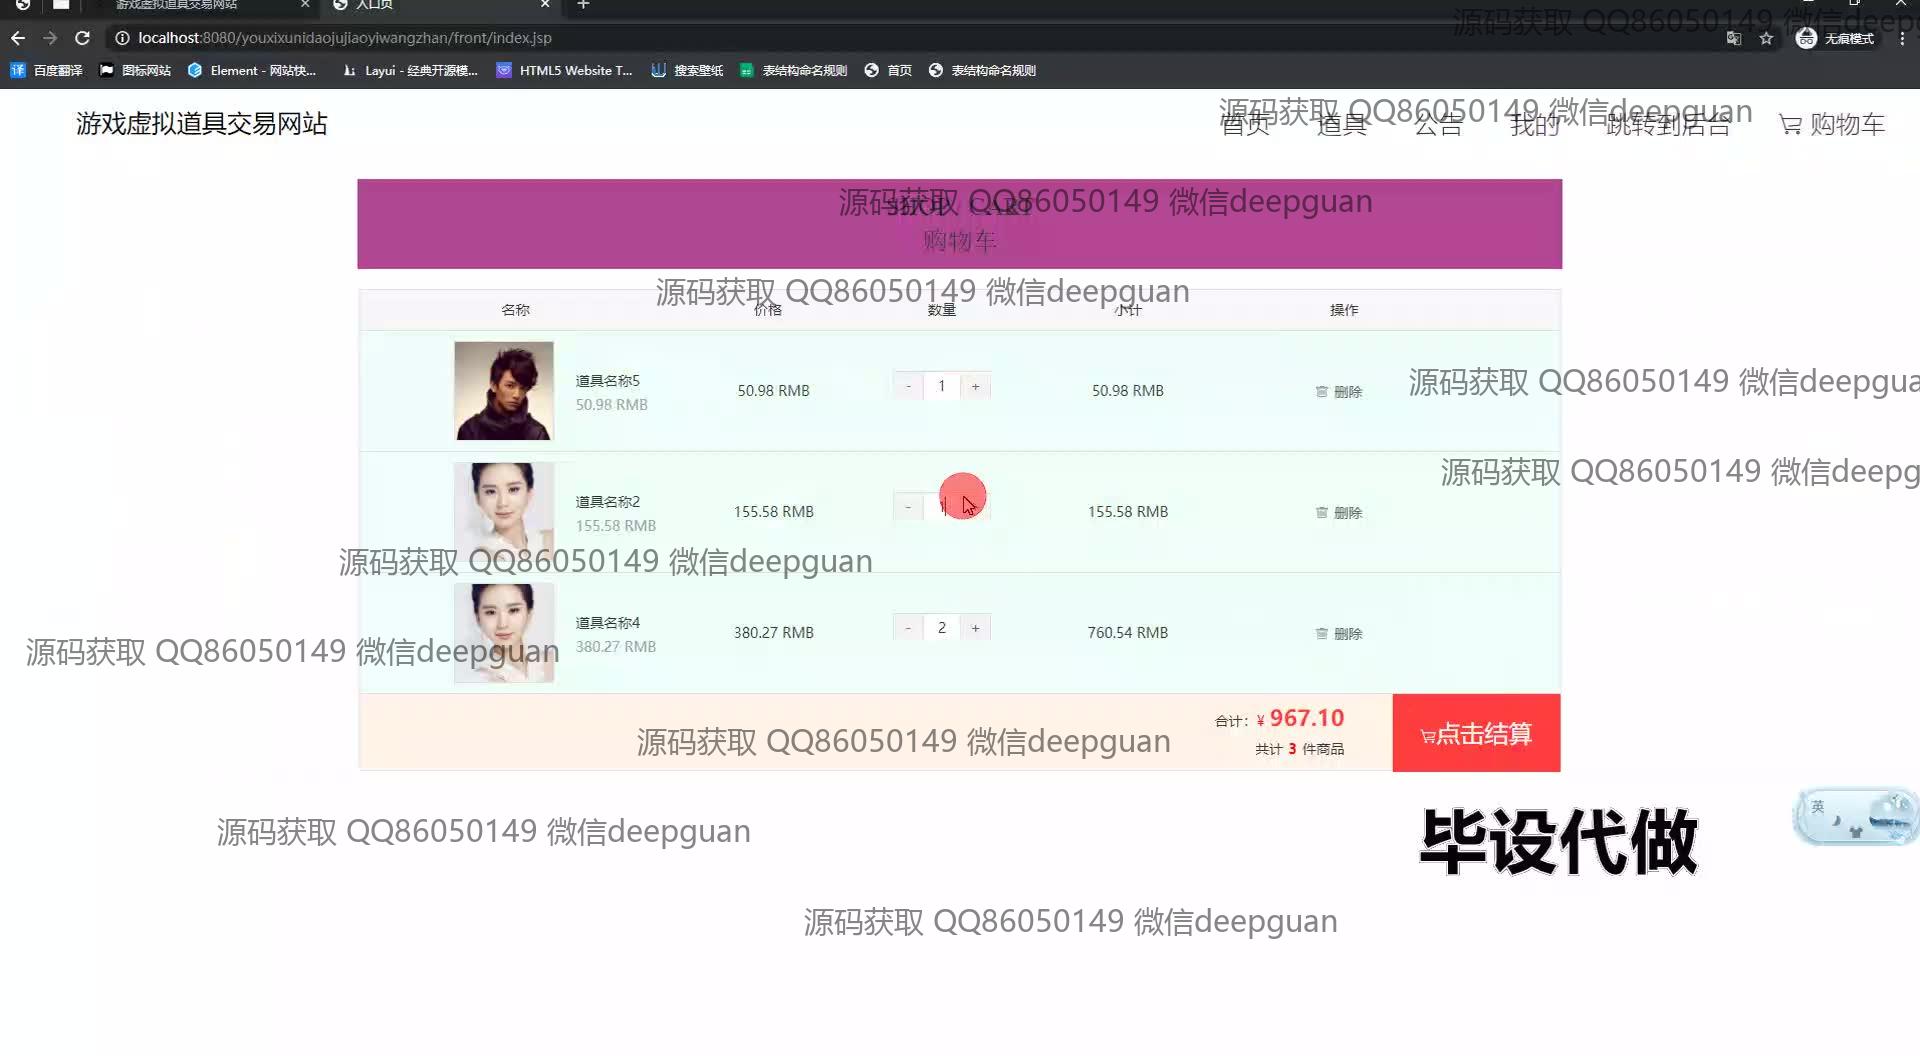 游戏虚拟道具交易网站
入口页
localhost:8080/youxixunidaojujiaoyiwangzhan/front/index.jsp
无痕模式
百度翻译
图标网站
Element - 网站快...
Layui - 经典开源模...
HTML5 Website T...
搜索壁纸
表结构命名规则
首页
表结构命名规则
源码获取 QQ86050149 微信deepg
游戏虚拟道具交易网站
源码获取 QQ86050149 微信deepguan
首页
道具
公告
我的
跳转到后台
购物车
源码获取 QQ86050149 微信deepguan
SHOP CART
购物车
源码获取 QQ86050149 微信deepguan
名称
价格
数量
小计
操作
道具名称5
50.98 RMB
50.98 RMB
- 1 +
50.98 RMB
删除
源码获取 QQ86050149 微信deepgua
源码获取 QQ86050149 微信deepg
道具名称2
155.58 RMB
155.58 RMB
- 1
155.58 RMB
删除
源码获取 QQ86050149 微信deepguan
道具名称4
380.27 RMB
380.27 RMB
- 2 +
760.54 RMB
删除
源码获取 QQ86050149 微信deepguan
合计: ¥ 967.10
共计 3 件商品
点击结算
源码获取 QQ86050149 微信deepguan
源码获取 QQ86050149 微信deepguan
毕设代做
英
源码获取 QQ86050149 微信deepguan